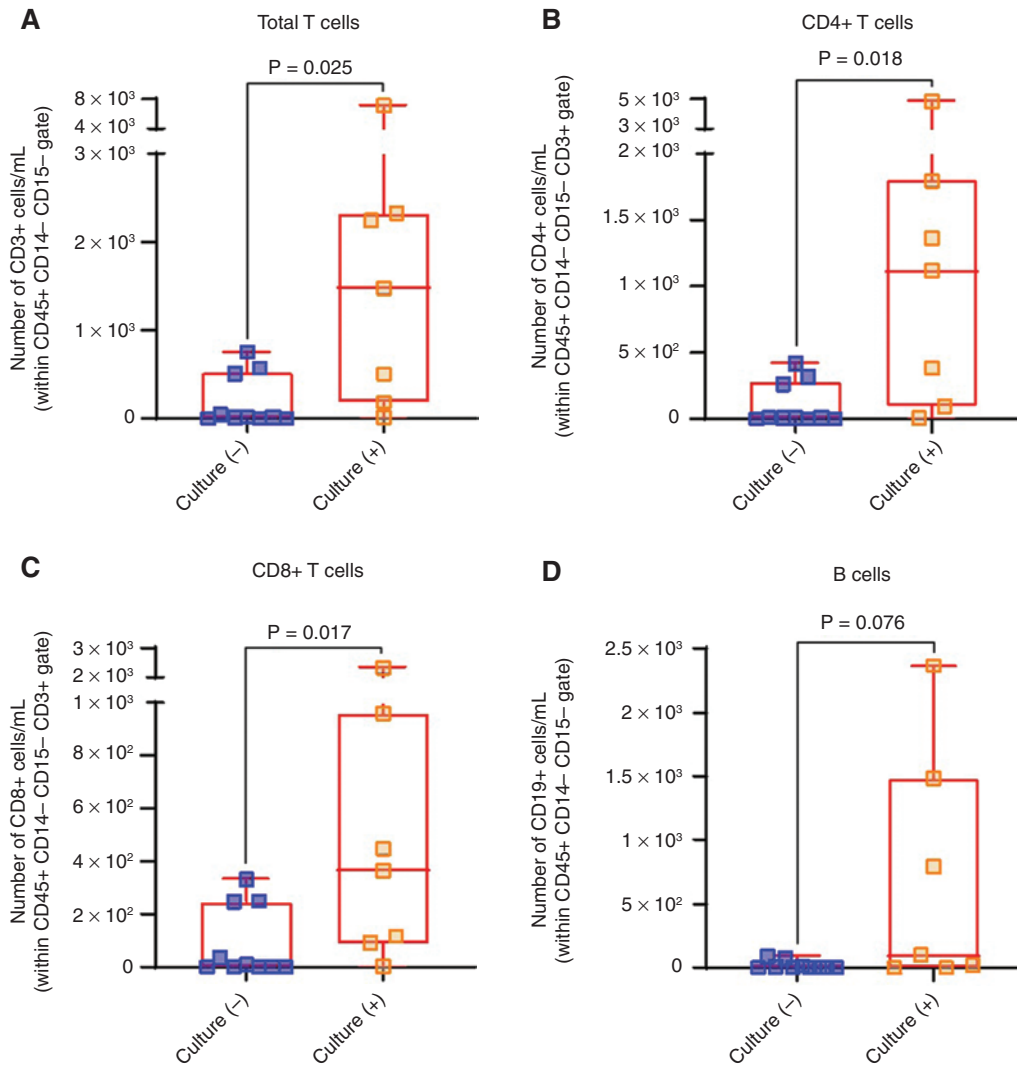 A
Total T cells
P = 0.025
8 × 10³
4 × 10³
3 × 10³
2 × 10³
1 × 10³
0
Number of CD3+ cells/mL
(within CD45+ CD14– CD15– gate)
Culture (–)
Culture (+)
B
CD4+ T cells
P = 0.018
5 × 10³
3 × 10³
2 × 10³
1.5 × 10³
1 × 10³
5 × 10²
0
Number of CD4+ cells/mL
(within CD45+ CD14– CD15– CD3+ gate)
Culture (–)
Culture (+)
C
CD8+ T cells
P = 0.017
3 × 10³
2 × 10³
1 × 10³
8 × 10²
6 × 10²
4 × 10²
2 × 10²
0
Number of CD8+ cells/mL
(within CD45+ CD14– CD15– CD3+ gate)
Culture (–)
Culture (+)
D
B cells
P = 0.076
2.5 × 10³
2 × 10³
1.5 × 10³
1 × 10³
5 × 10²
0
Number of CD19+ cells/mL
(within CD45+ CD14– CD15– gate)
Culture (–)
Culture (+)